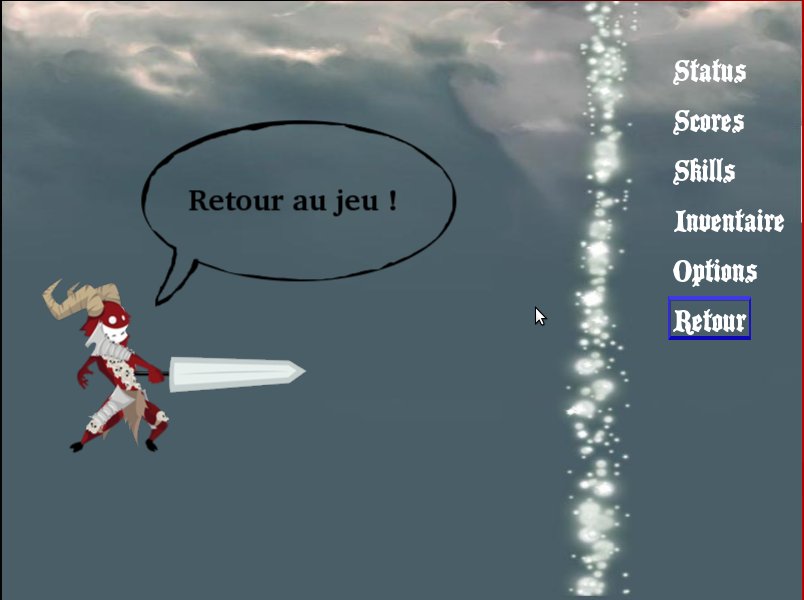 Status
Scores
Skills
Retour au jeu !
Inventaire
Options
Retour